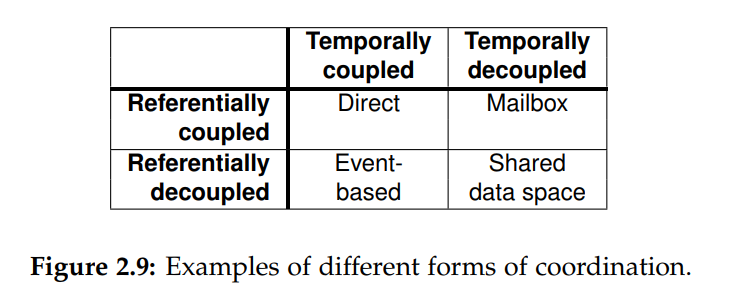 Temporally Temporally
coupled decoupled
Referentially Direct Mailbox
coupled
Referentially Event- Shared
decoupled based data space
Figure 2.9: Examples of different forms of coordination.